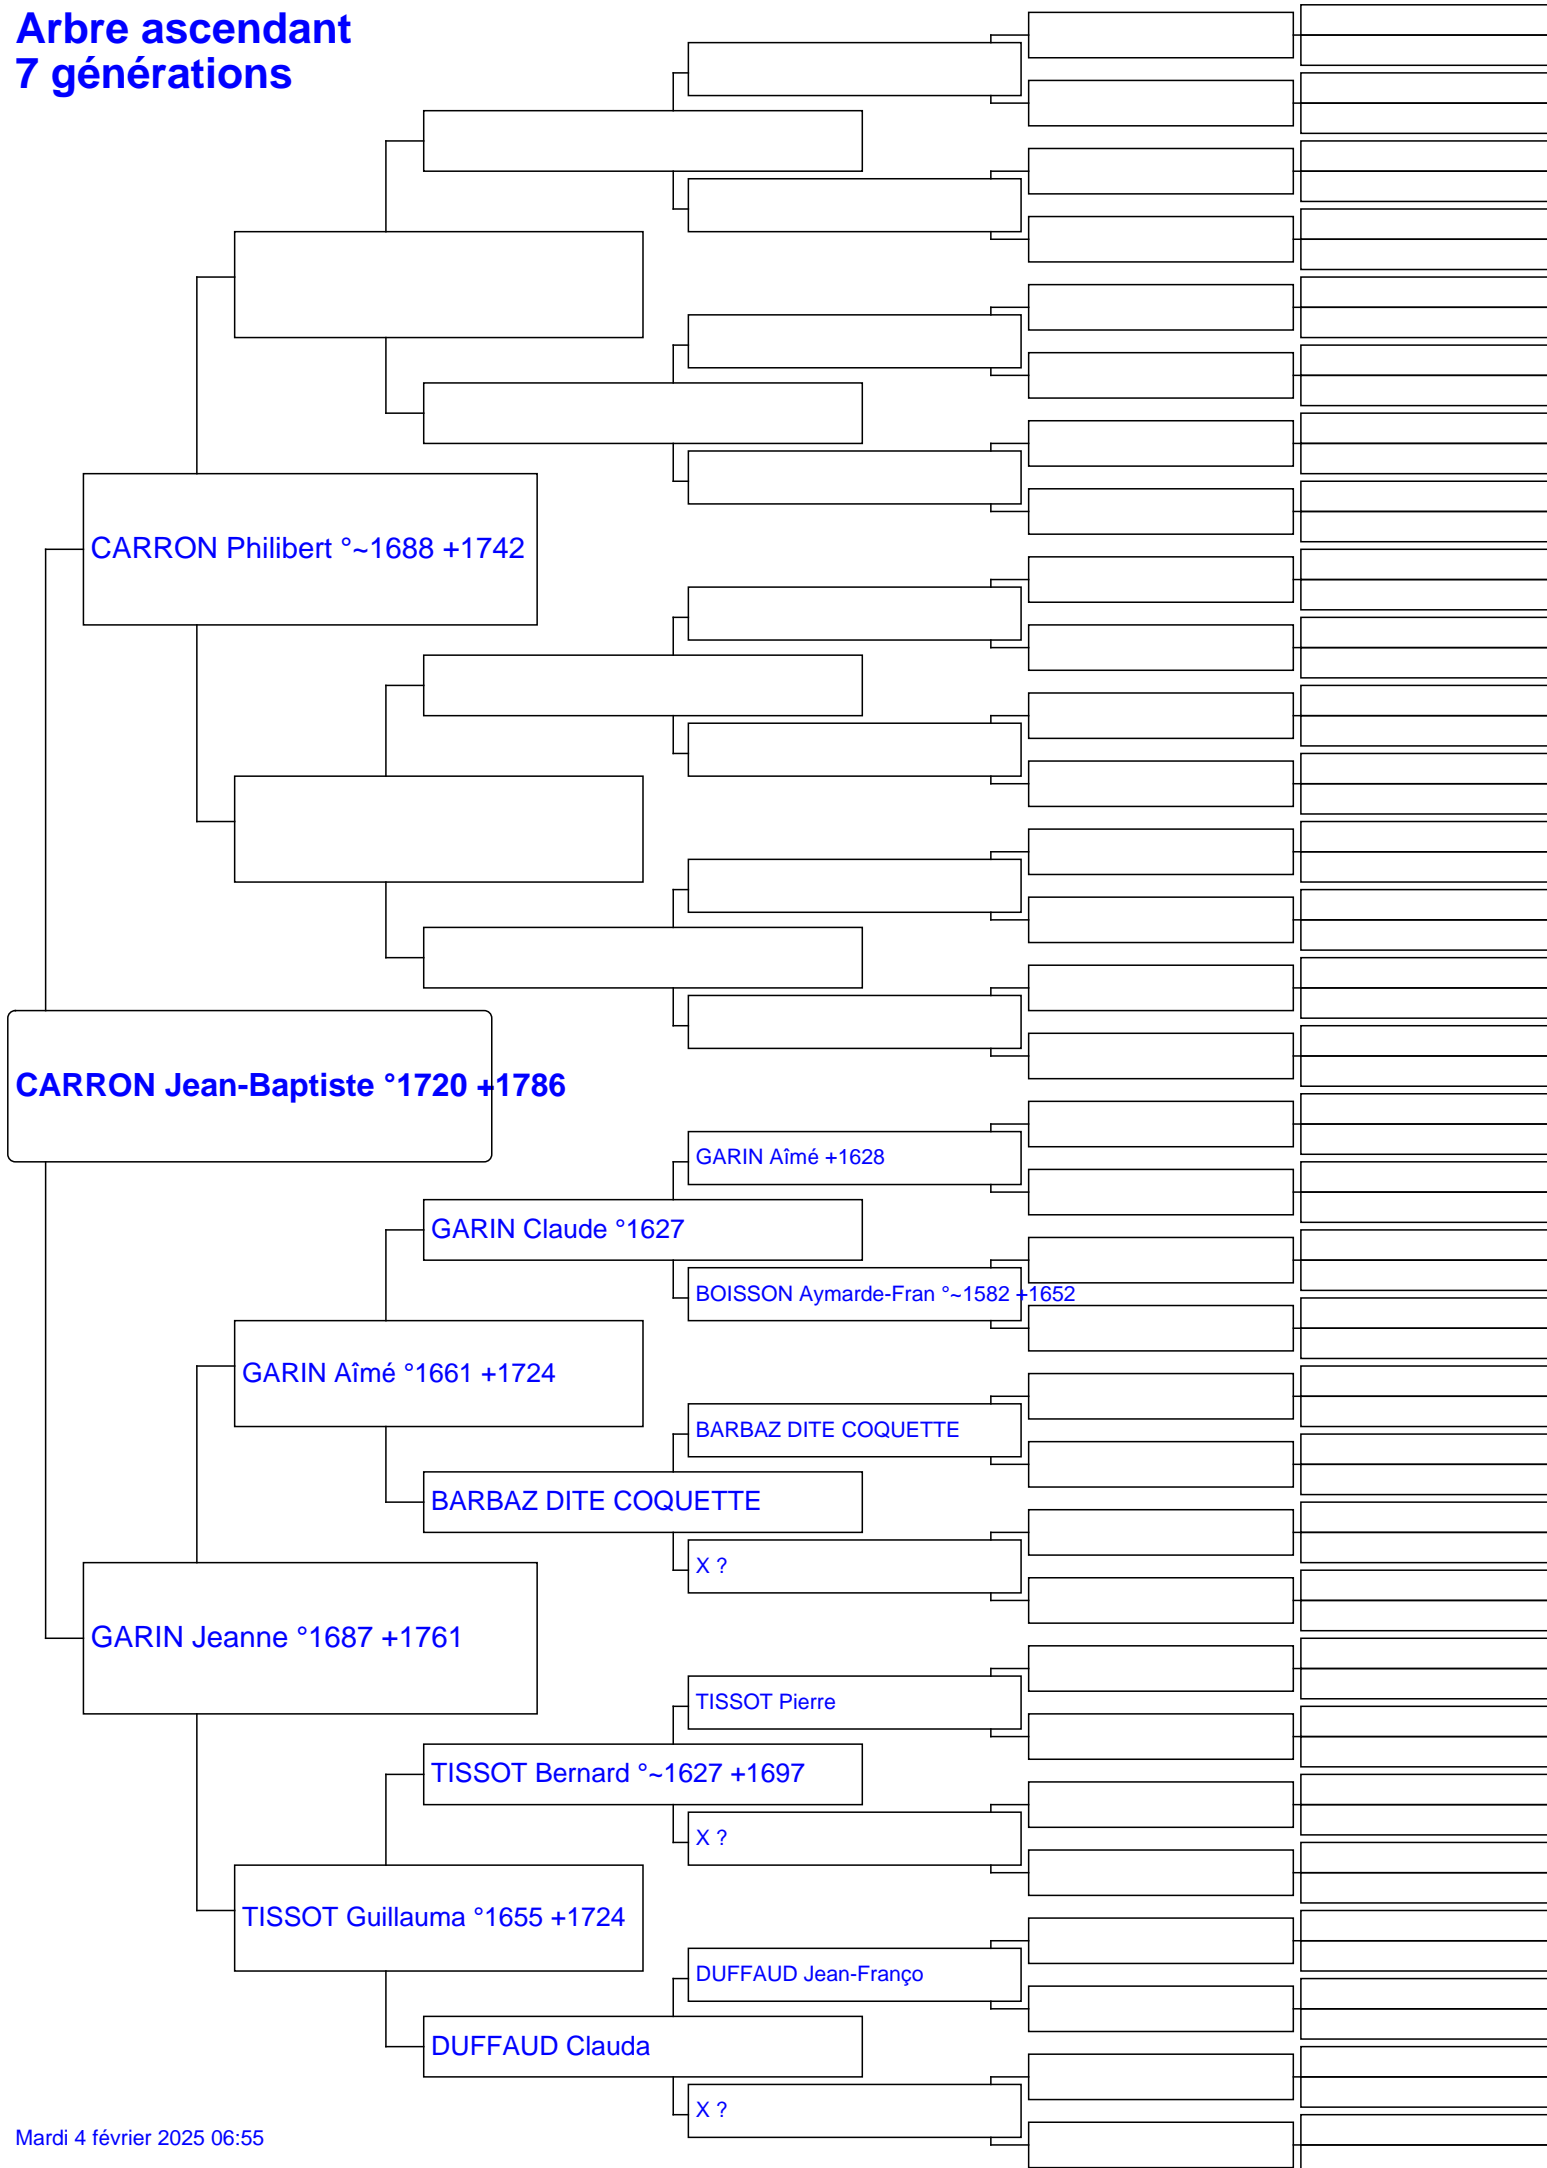 Arbre ascendant
7 générations
CARRON Philibert °~1688 +1742
CARRON Jean-Baptiste °1720 +1786
GARIN Aîmé +1628
GARIN Claude °1627
BOISSON Aymarde-Fran °~1582 +1652
GARIN Aîmé °1661 +1724
BARBAZ DITE COQUETTE
BARBAZ DITE COQUETTE
X ?
GARIN Jeanne °1687 +1761
TISSOT Pierre
TISSOT Bernard °~1627 +1697
X ?
TISSOT Guillauma °1655 +1724
DUFFAUD Jean-Franço
DUFFAUD Clauda
X ?
Mardi 4 février 2025 06:55